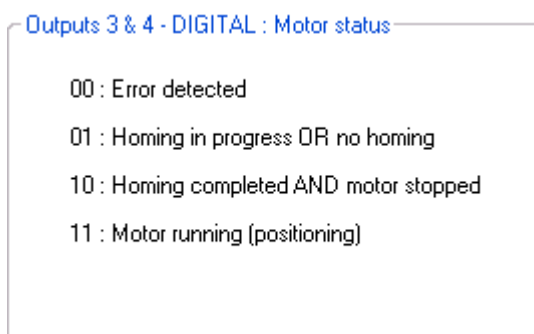 Outputs 3 & 4 - DIGITAL : Motor status
00 : Error detected
01 : Homing in progress OR no homing
10 : Homing completed AND motor stopped
11 : Motor running (positioning)